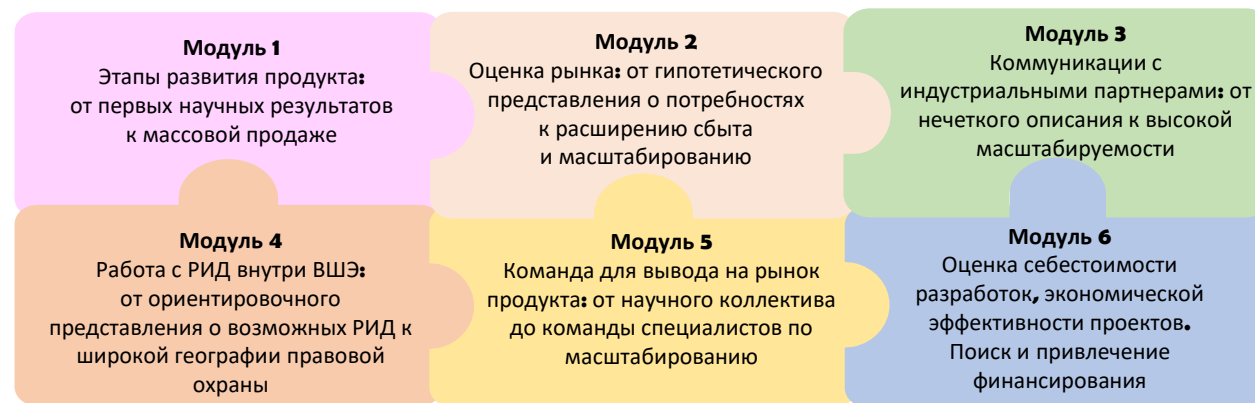 Модуль 1
Этапы развития продукта:
от первых научных результатов
к массовой продаже
Модуль 2
Оценка рынка: от гипотетического
представления о потребностях
к расширению сбыта
и масштабированию
Модуль 3
Коммуникации с
индустриальными партнерами: от
нечеткого описания к высокой
масштабируемости
Модуль 4
Работа с РИД внутри ВШЭ:
от ориентировочного
представления о возможных РИД к
широкой географии правовой
охраны
Модуль 5
Команда для вывода на рынок
продукта: от научного коллектива
до команды специалистов по
масштабированию
Модуль 6
Оценка себестоимости
разработок, экономической
эффективности проектов.
Поиск и привлечение
финансирования